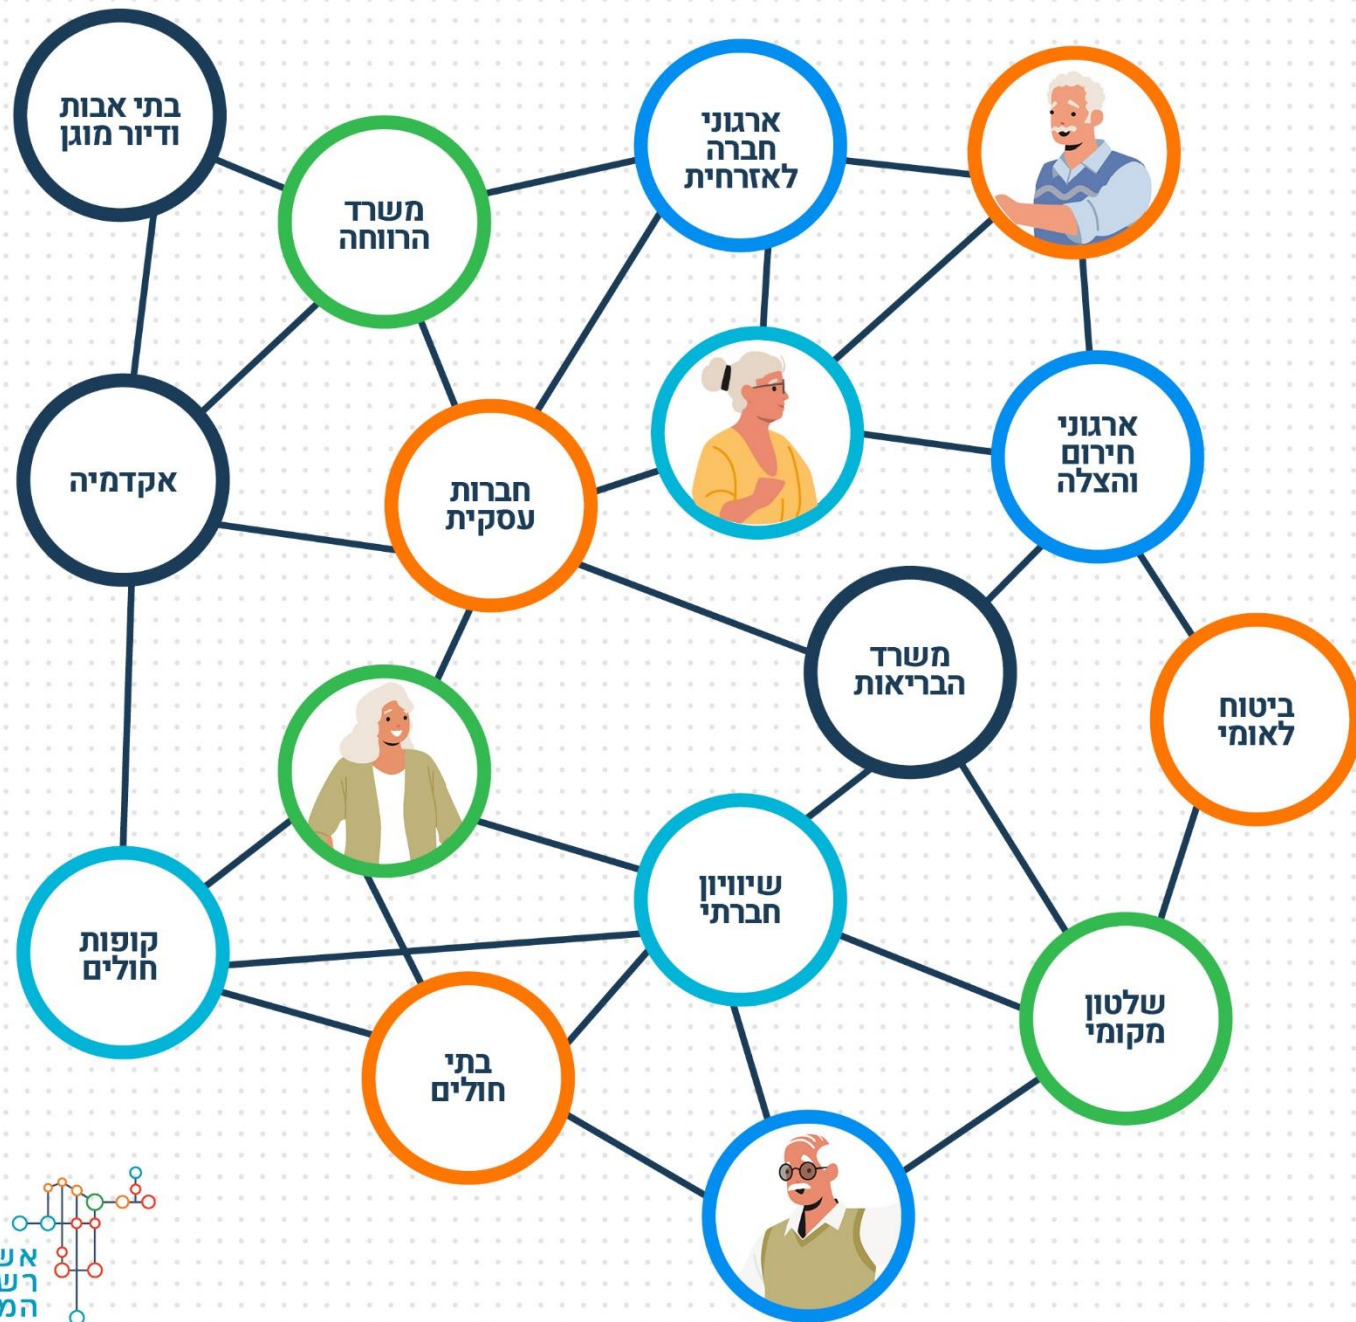 בתי אבות
ודיור מוגן
משרד
הרווחה
ארגוני
חברה
לאזרחית
אקדמיה
חברות
עסקית
ארגוני
חירום
והצלה
משרד
הבריאות
ביטוח
לאומי
קופות
חולים
שיוויון
חברתי
שלטון
מקומי
בתי
חולים